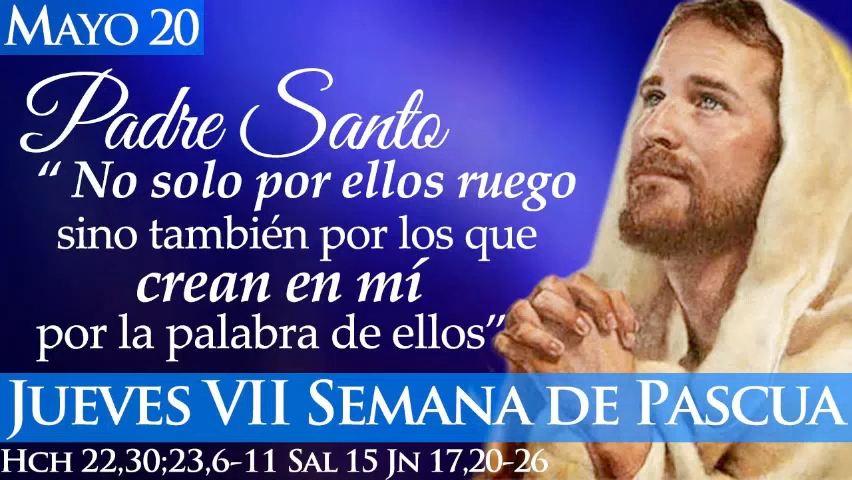 MAYO 20
Padre Santo
“ No solo por ellos ruego
sino también por los que
crean en mí
por la palabra de ellos”
JUEVES VII SEMANA DE PASCUA
HCH 22,30;23,6-11 SAL 15 JN 17,20-26